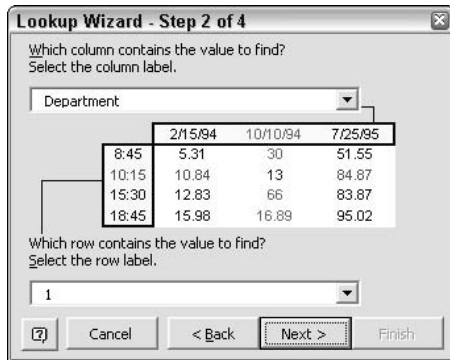 Lookup Wizard - Step 2 of 4
Which column contains the value to find?
Select the column label.
Department
2/15/94 10/10/94 7/25/95
8:45 5.31 30 51.55
10:15 10.84 13 84.87
15:30 12.83 66 83.87
18:45 15.98 16.89 95.02
Which row contains the value to find?
Select the row label.
1
Cancel < Back Next > Finish